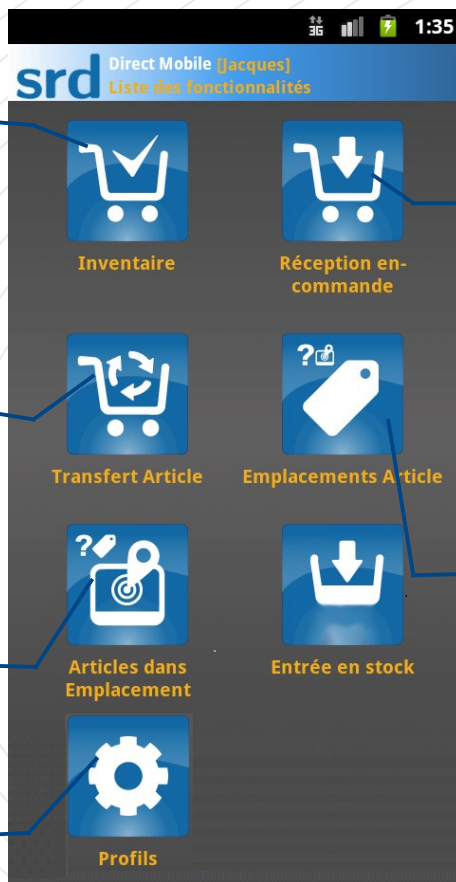 3G 1:35
srd Direct Mobile [Jacques]
Liste des fonctionnalités
Inventaire
Réception en-
commande
Transfert Article
? Emplacements Article
?
Articles dans
Emplacement
Entrée en stock
Profils